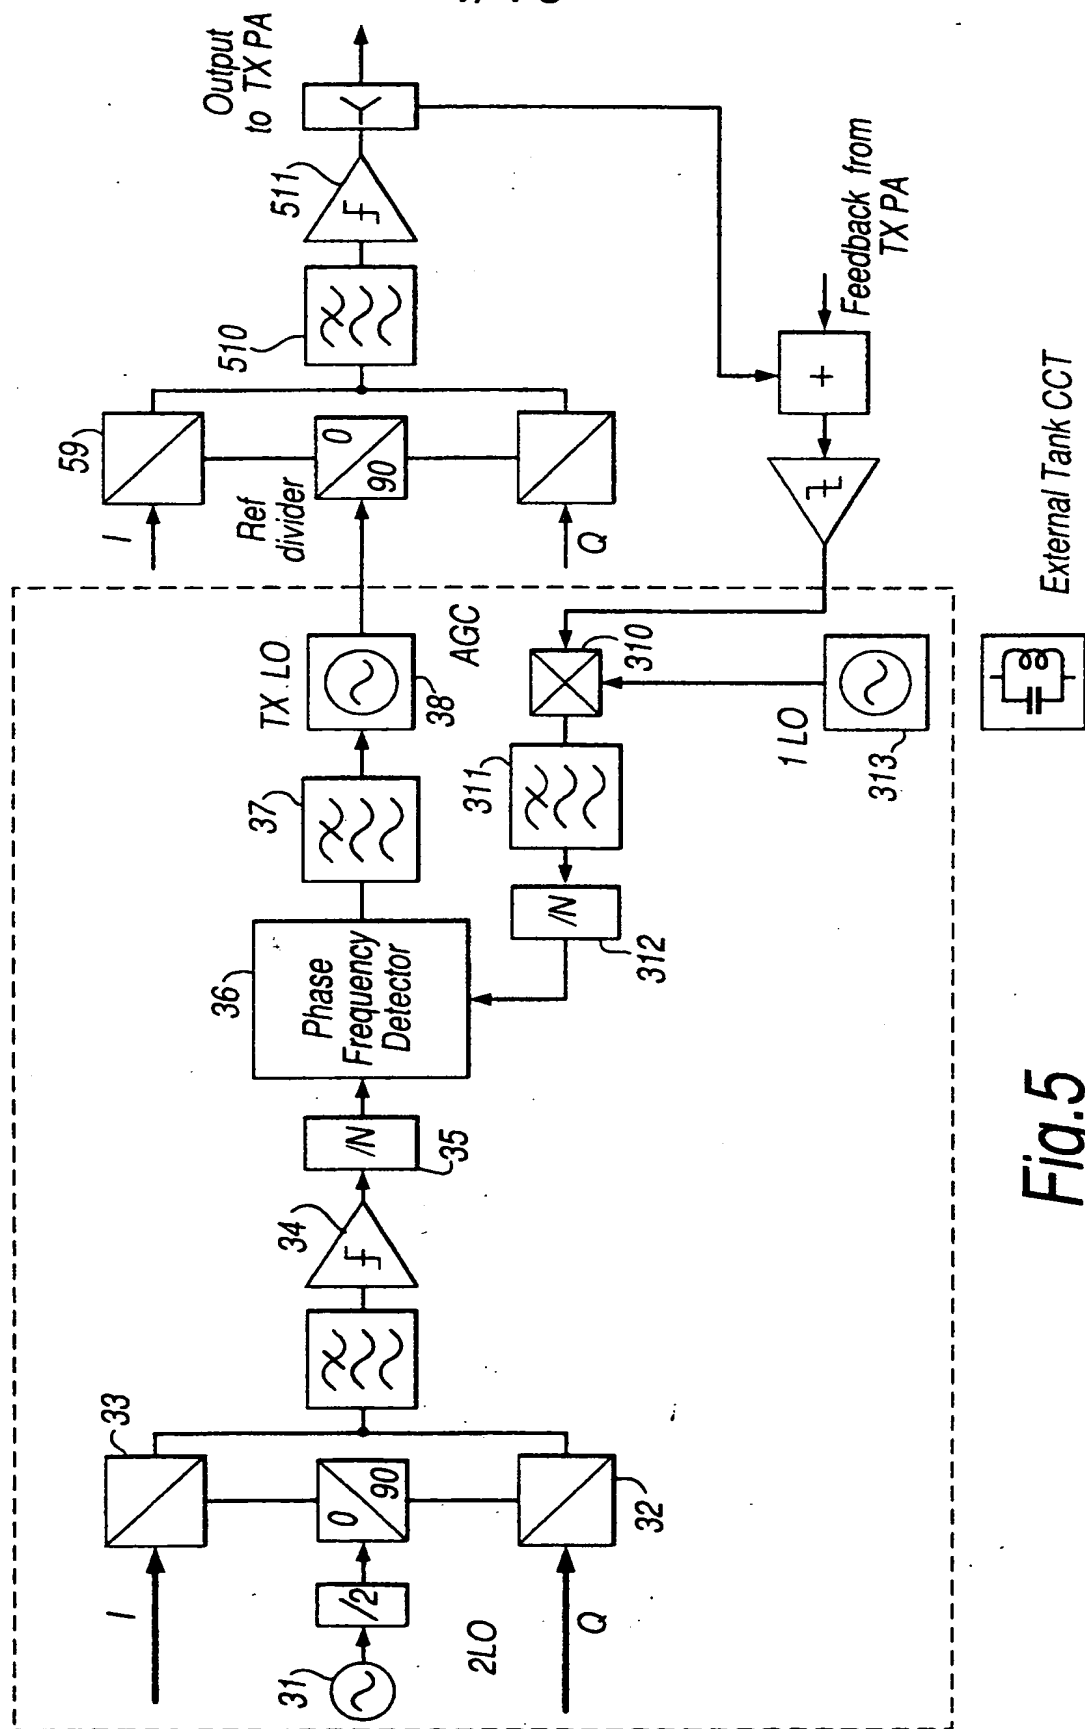 I
33
31
/2
0
90
2LO
Q
32
34
/N
35
36
Phase
Frequency
Detector
37
TX LO
38
AGC
311
/N
312
310
1 LO
313
I
59
Ref
divider
0
90
Q
510
511
Output
to TX PA
+
Feedback from
TX PA
External Tank CCT
Fig.5